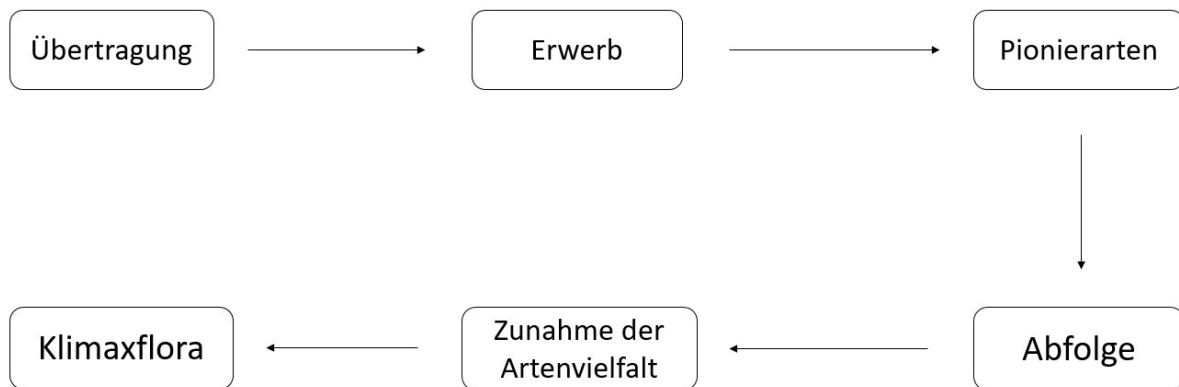 Übertragung
Erwerb
Pionierarten
Abfolge
Zunahme der
Artenvielfalt
Klimaxflora